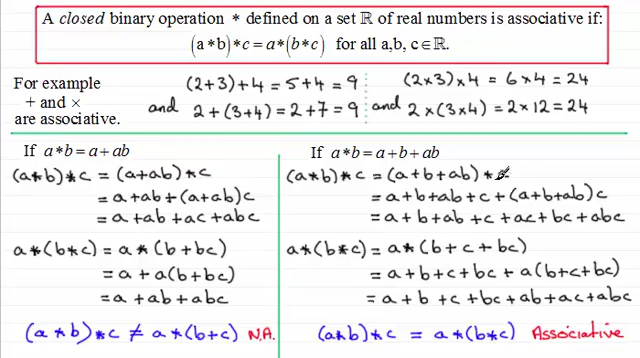 A closed binary operation * defined on a set ℝ of real numbers is associative if:
(a*b)*c = a*(b*c) for all a,b, c∈ℝ.
For example
+ and ×
are associative.
(2+3)+4 = 5+4 = 9
and 2+(3+4) = 2+7 = 9
(2×3)×4 = 6×4 = 24
and 2×(3×4) = 2×12 = 24
If a*b = a+ab
(a*b)*c = (a+ab)*c
= a+ab+(a+ab)c
= a+ab+ac+abc
a*(b*c) = a*(b+bc)
= a+a(b+bc)
= a+ab+abc
(a*b)*c ≠ a*(b+c) N.A.
If a*b = a+b+ab
(a*b)*c = (a+b+ab)*
= a+b+ab+c+(a+b+ab)c
= a+b+ab+c+ac+bc+abc
a*(b*c) = a*(b+c+bc)
= a+b+c+bc+a(b+c+bc)
= a+b+c+bc+ab+ac+abc
(a*b)*c = a*(b*c) Associative